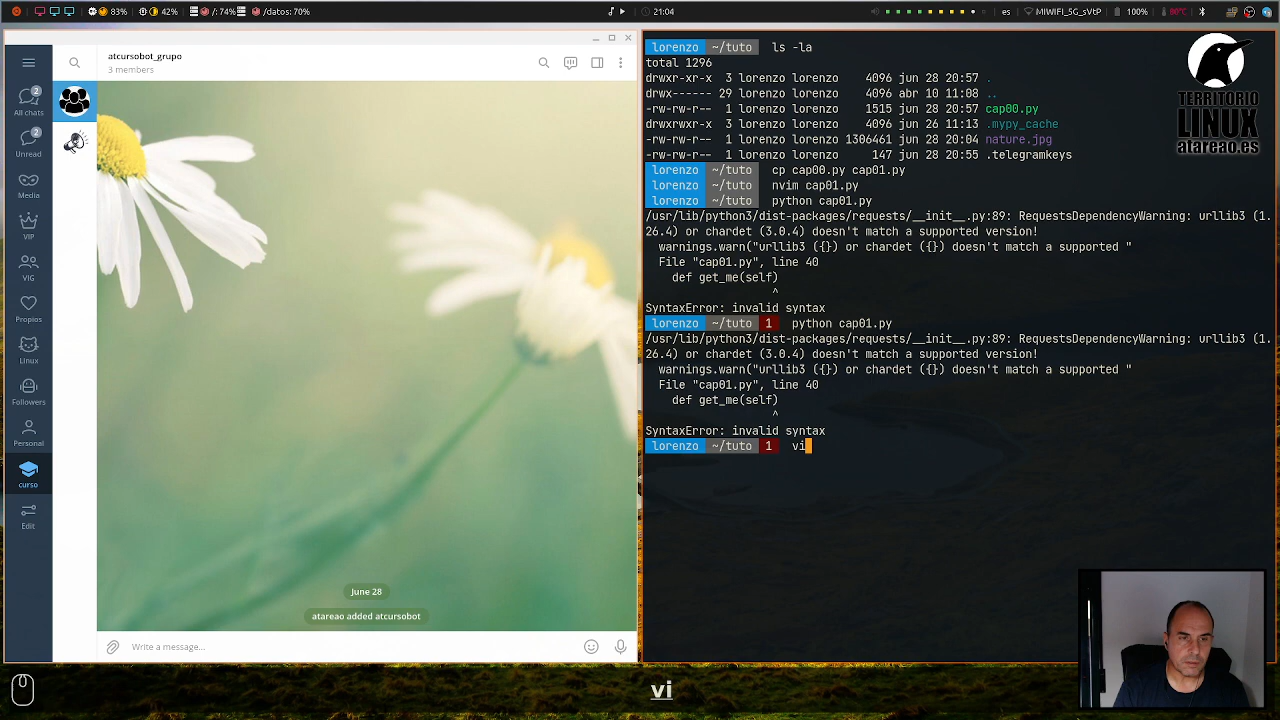 83% 42% /: 74% /datos: 70% 21:04 es MIWIFI_5G_sVtP 100% 80°C
atcursobot_grupo
3 members
2
All chats
2
Unread
Media
VIP
VIG
Propios
Linux
Followers
Personal
curso
Edit
June 28
atareao added atcursobot
Write a message...
lorenzo ~/tuto ls -la
total 1296
drwxr-xr-x 3 lorenzo lorenzo 4096 jun 28 20:57 .
drwx------ 29 lorenzo lorenzo 4096 abr 10 11:08 ..
-rw-rw-r-- 1 lorenzo lorenzo 1515 jun 28 20:57 cap00.py
drwxrwxr-x 3 lorenzo lorenzo 4096 jun 26 11:13 .mypy_cache
-rw-rw-r-- 1 lorenzo lorenzo 1306461 jun 28 20:04 nature.jpg
-rw-rw-r-- 1 lorenzo lorenzo 147 jun 28 20:55 .telegramkeys
lorenzo ~/tuto cp cap00.py cap01.py
lorenzo ~/tuto nvim cap01.py
lorenzo ~/tuto python cap01.py
/usr/lib/python3/dist-packages/requests/__init__.py:89: RequestsDependencyWarning: urllib3 (1.
26.4) or chardet (3.0.4) doesn't match a supported version!
warnings.warn("urllib3 ({}) or chardet ({}) doesn't match a supported "
File "cap01.py", line 40
def get_me(self)
^
SyntaxError: invalid syntax
lorenzo ~/tuto 1 python cap01.py
/usr/lib/python3/dist-packages/requests/__init__.py:89: RequestsDependencyWarning: urllib3 (1.
26.4) or chardet (3.0.4) doesn't match a supported version!
warnings.warn("urllib3 ({}) or chardet ({}) doesn't match a supported "
File "cap01.py", line 40
def get_me(self)
^
SyntaxError: invalid syntax
lorenzo ~/tuto 1 vi
TERRITORIO
LINUX
atareao.es
vi